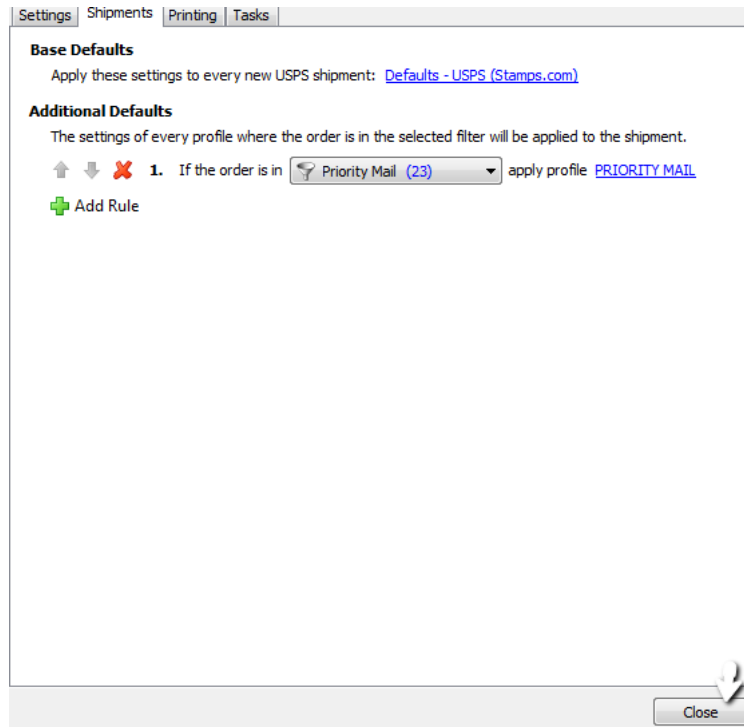 Settings Shipments Printing Tasks
Base Defaults
Apply these settings to every new USPS shipment: Defaults - USPS (Stamps.com)
Additional Defaults
The settings of every profile where the order is in the selected filter will be applied to the shipment.
1. If the order is in Priority Mail (23) apply profile PRIORITY MAIL
Add Rule
Close